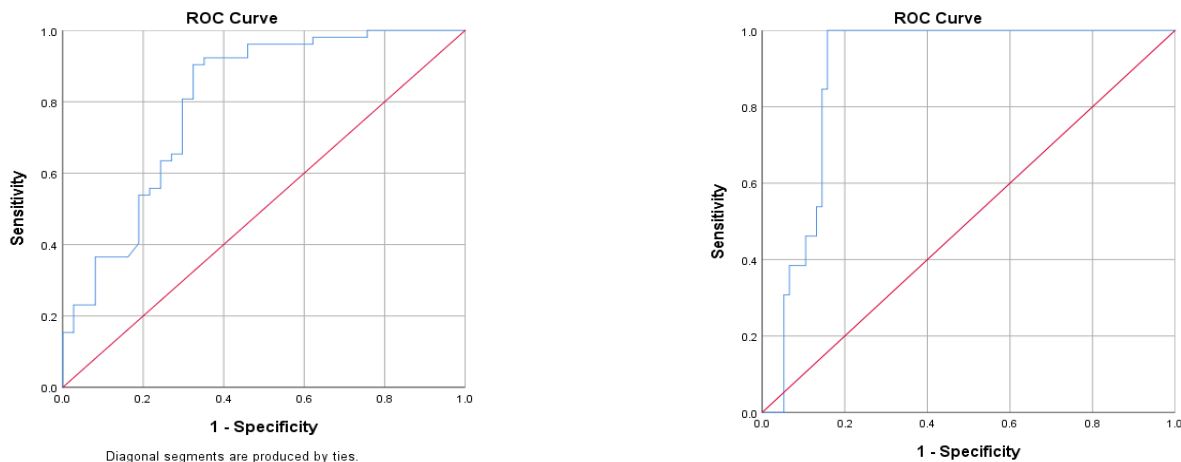 ROC Curve
1.0
0.8
0.6
0.4
0.2
0.0
Sensitivity
0.0 0.2 0.4 0.6 0.8 1.0
1 - Specificity
Diagonal segments are produced by ties.
ROC Curve
1.0
0.8
0.6
0.4
0.2
0.0
Sensitivity
0.0 0.2 0.4 0.6 0.8 1.0
1 - Specificity